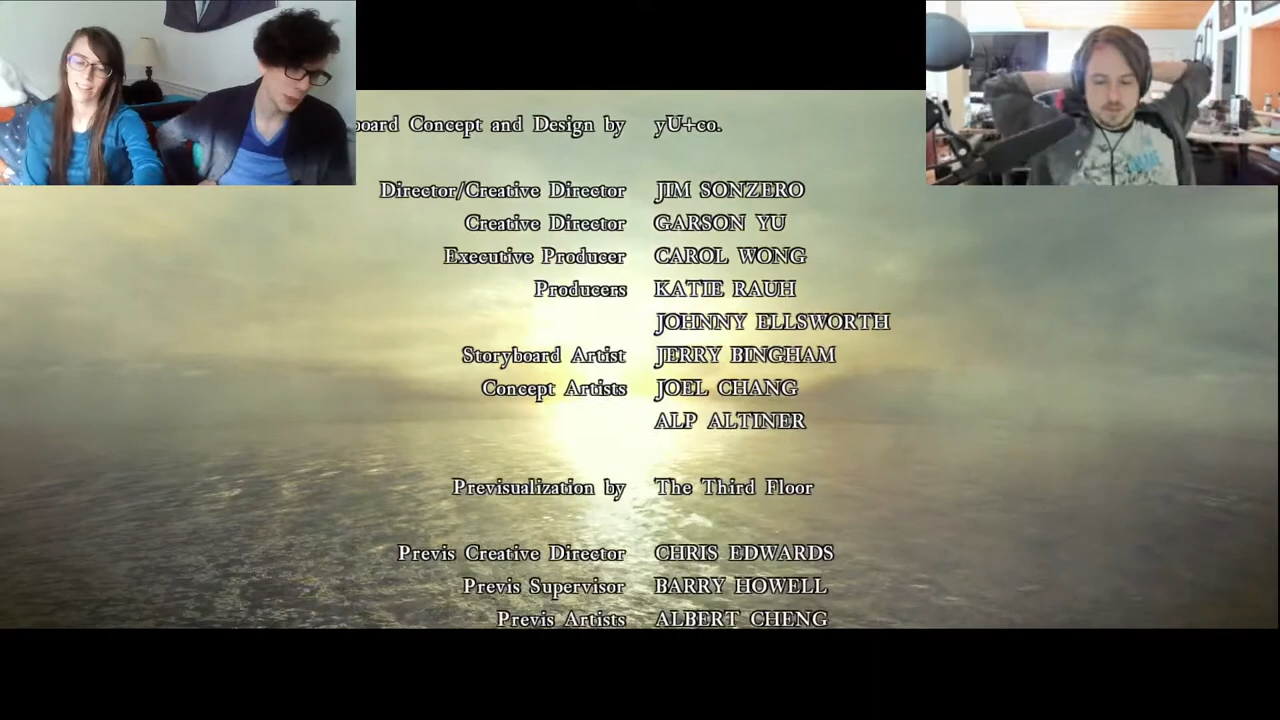 board Concept and Design by yU+co.
Director/Creative Director JIM SONZERO
Creative Director GARSON YU
Executive Producer CAROL WONG
Producers KATIE RAUH
JOHNNY ELLSWORTH
Storyboard Artist JERRY BINGHAM
Concept Artists JOEL CHANG
ALP ALTINER
Previsualization by The Third Floor
Previs Creative Director CHRIS EDWARDS
Previs Supervisor BARRY HOWELL
Previs Artists ALBERT CHENG